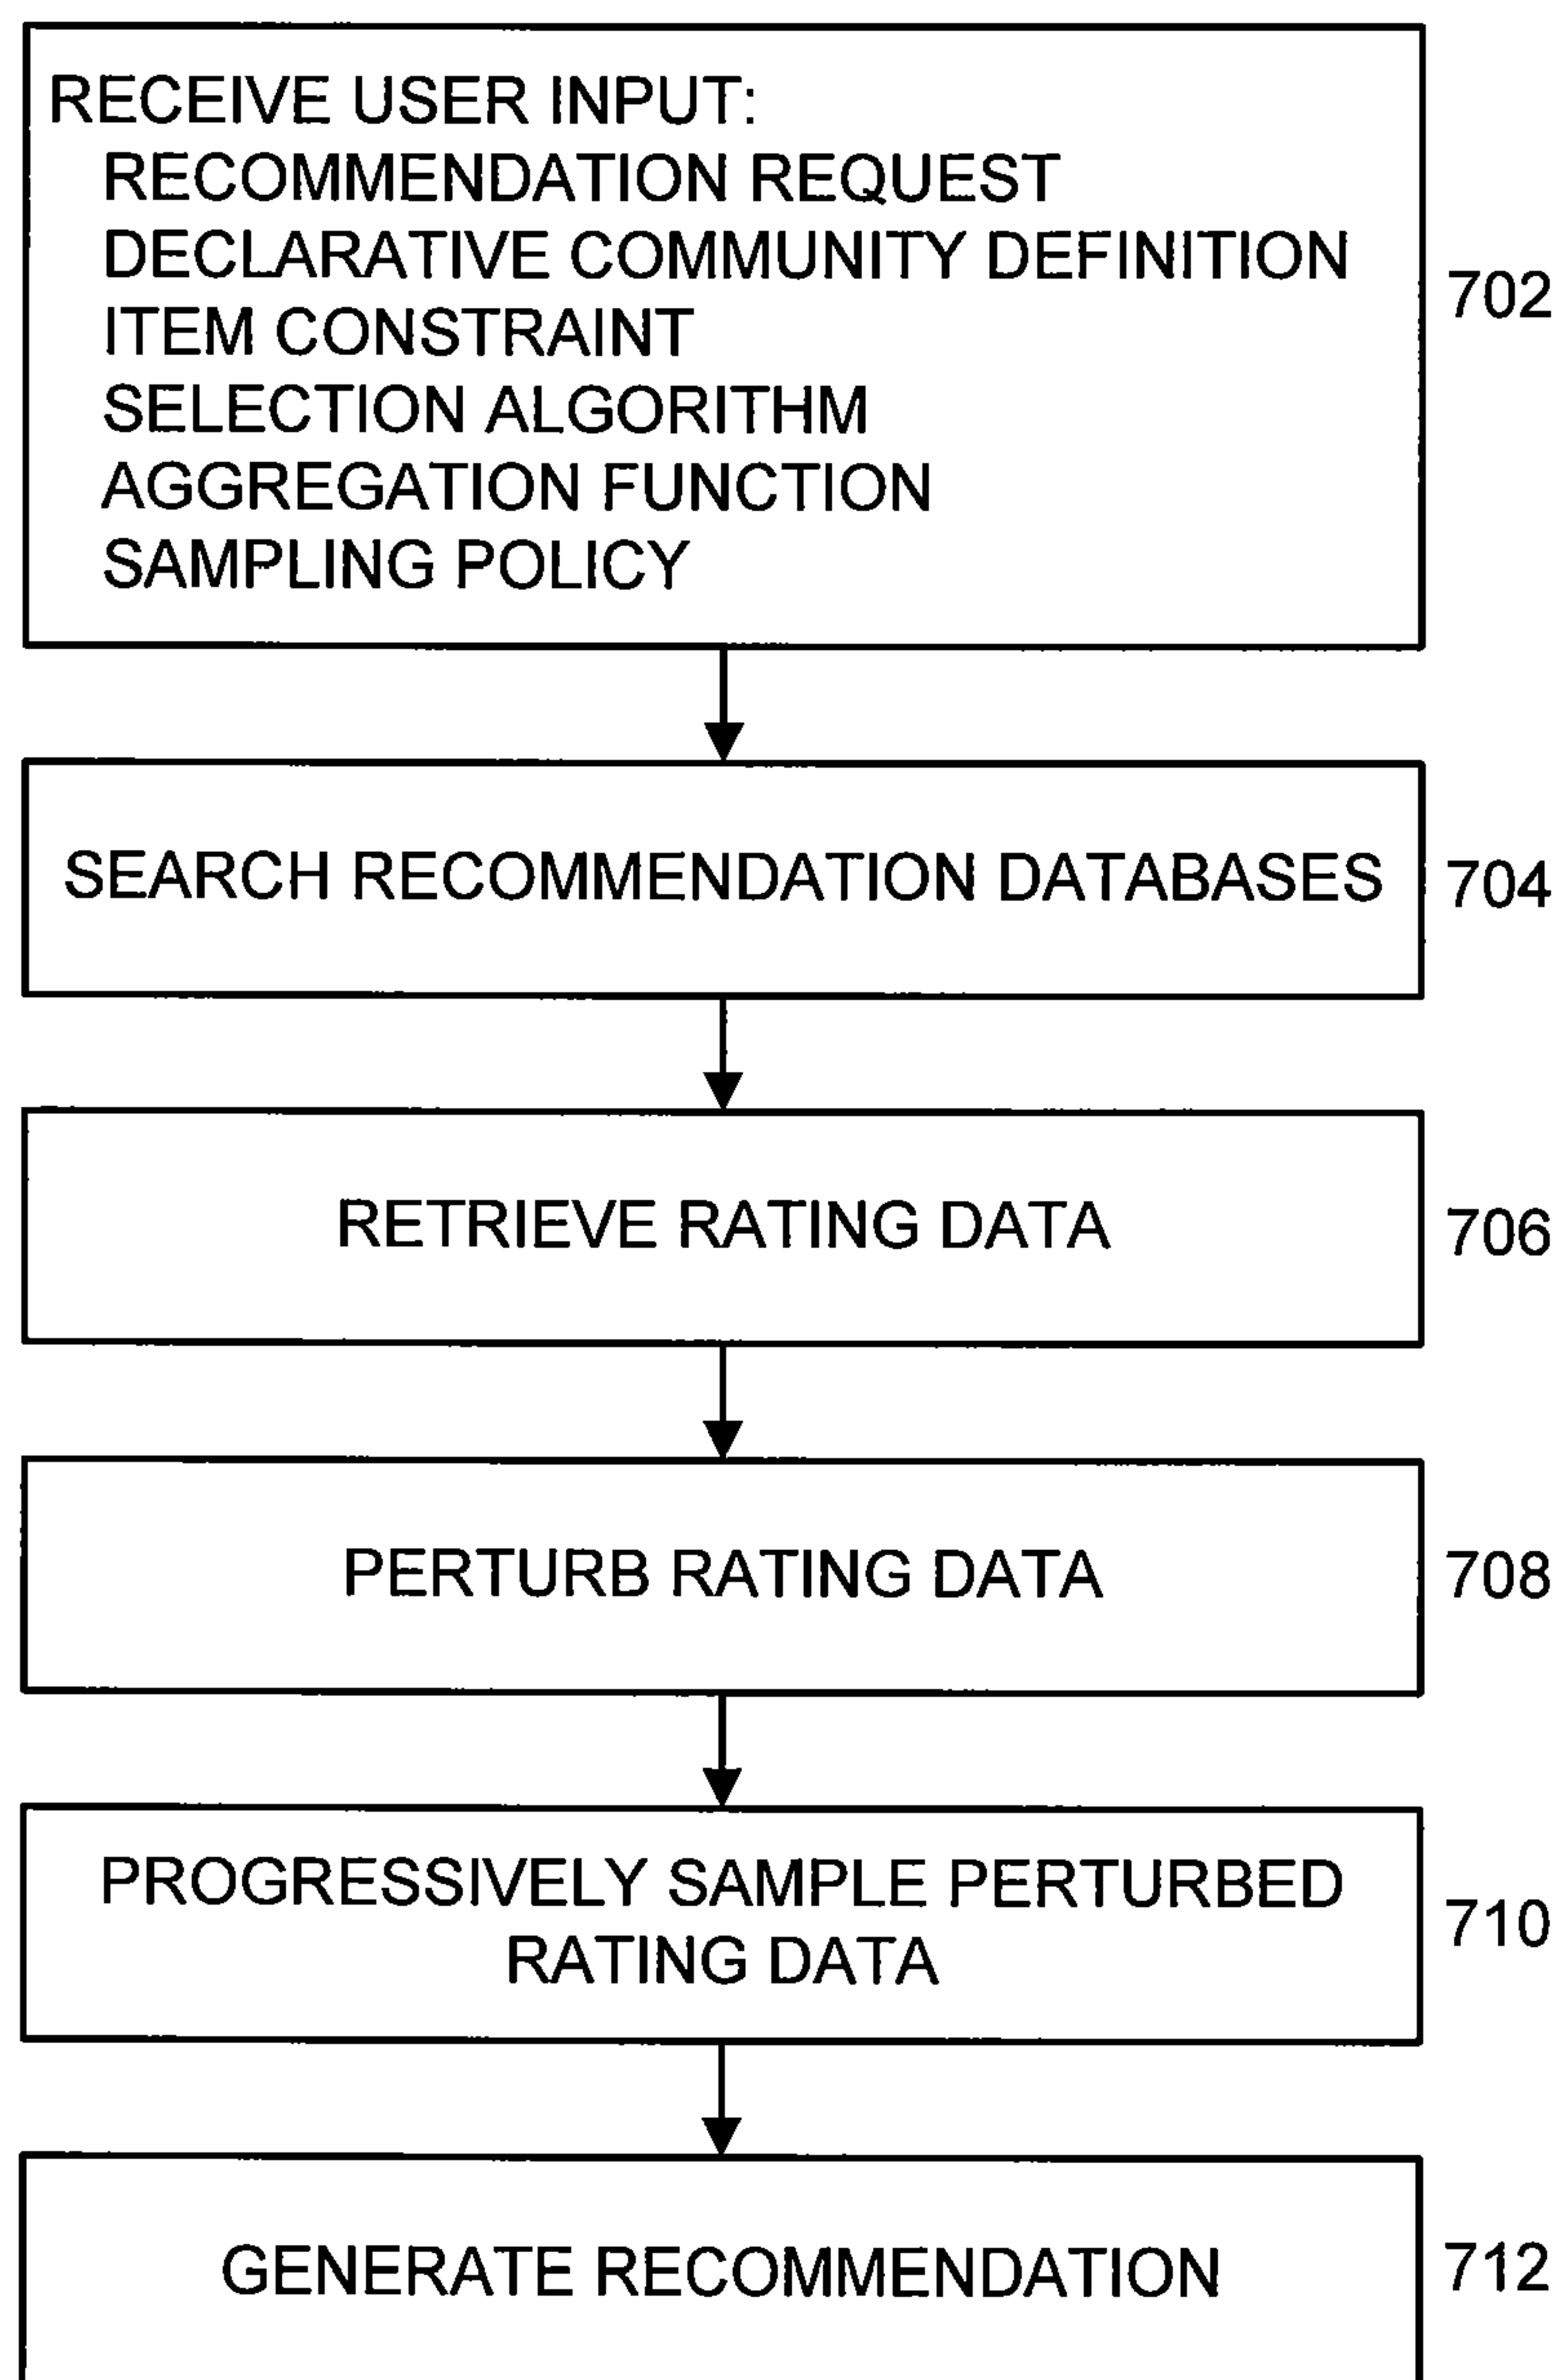 RECEIVE USER INPUT:
RECOMMENDATION REQUEST
DECLARATIVE COMMUNITY DEFINITION
ITEM CONSTRAINT
SELECTION ALGORITHM
AGGREGATION FUNCTION
SAMPLING POLICY
702
SEARCH RECOMMENDATION DATABASES
704
RETRIEVE RATING DATA
706
PERTURB RATING DATA
708
PROGRESSIVELY SAMPLE PERTURBED
RATING DATA
710
GENERATE RECOMMENDATION
712